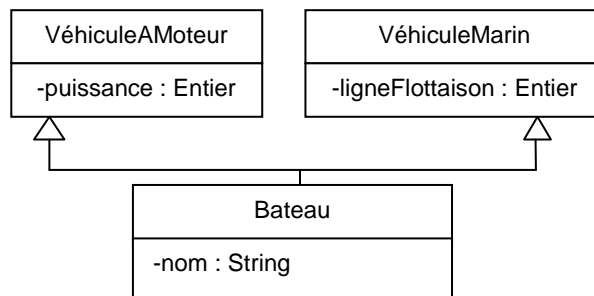 VéhiculeAMoteur
-puissance : Entier
VéhiculeMarin
-ligneFlottaison : Entier
Bateau
-nom : String